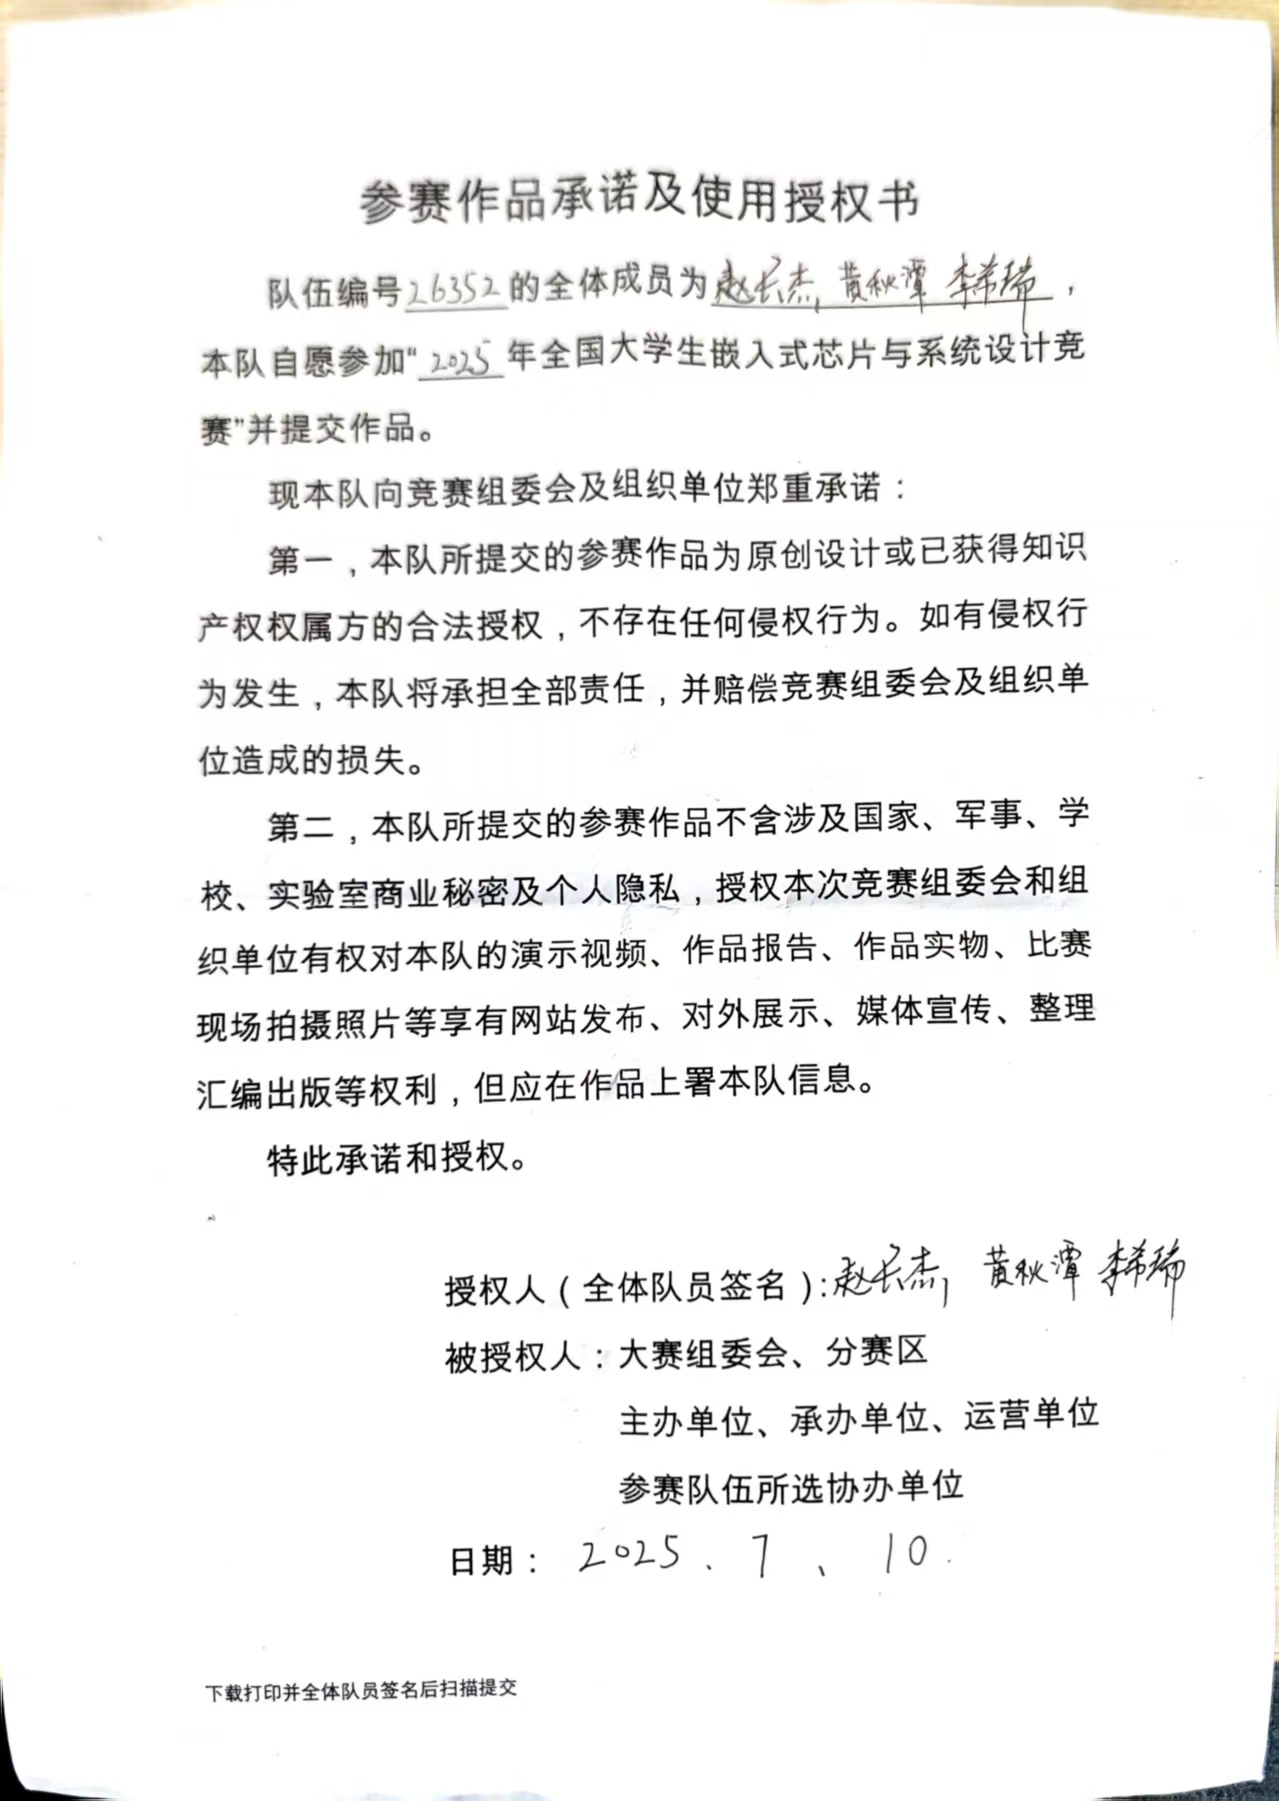 参赛作品承诺及使用授权书
队伍编号26352的全体成员为赵长杰, 黄秋潭 李希瑞，
本队自愿参加“2025年全国大学生嵌入式芯片与系统设计竞
赛”并提交作品。
现本队向竞赛组委会及组织单位郑重承诺：
第一，本队所提交的参赛作品为原创设计或已获得知识
产权权属方的合法授权，不存在任何侵权行为。如有侵权行
为发生，本队将承担全部责任，并赔偿竞赛组委会及组织单
位造成的损失。
第二，本队所提交的参赛作品不含涉及国家、军事、学
校、实验室商业秘密及个人隐私，授权本次竞赛组委会和组
织单位有权对本队的演示视频、作品报告、作品实物、比赛
现场拍摄照片等享有网站发布、对外展示、媒体宣传、整理
汇编出版等权利，但应在作品上署本队信息。
特此承诺和授权。
授权人（全体队员签名）:赵长杰, 黄秋潭 李希瑞
被授权人：大赛组委会、分赛区
主办单位、承办单位、运营单位
参赛队伍所选协办单位
日期： 2025 . 7 、 10 .
下载打印并全体队员签名后扫描提交